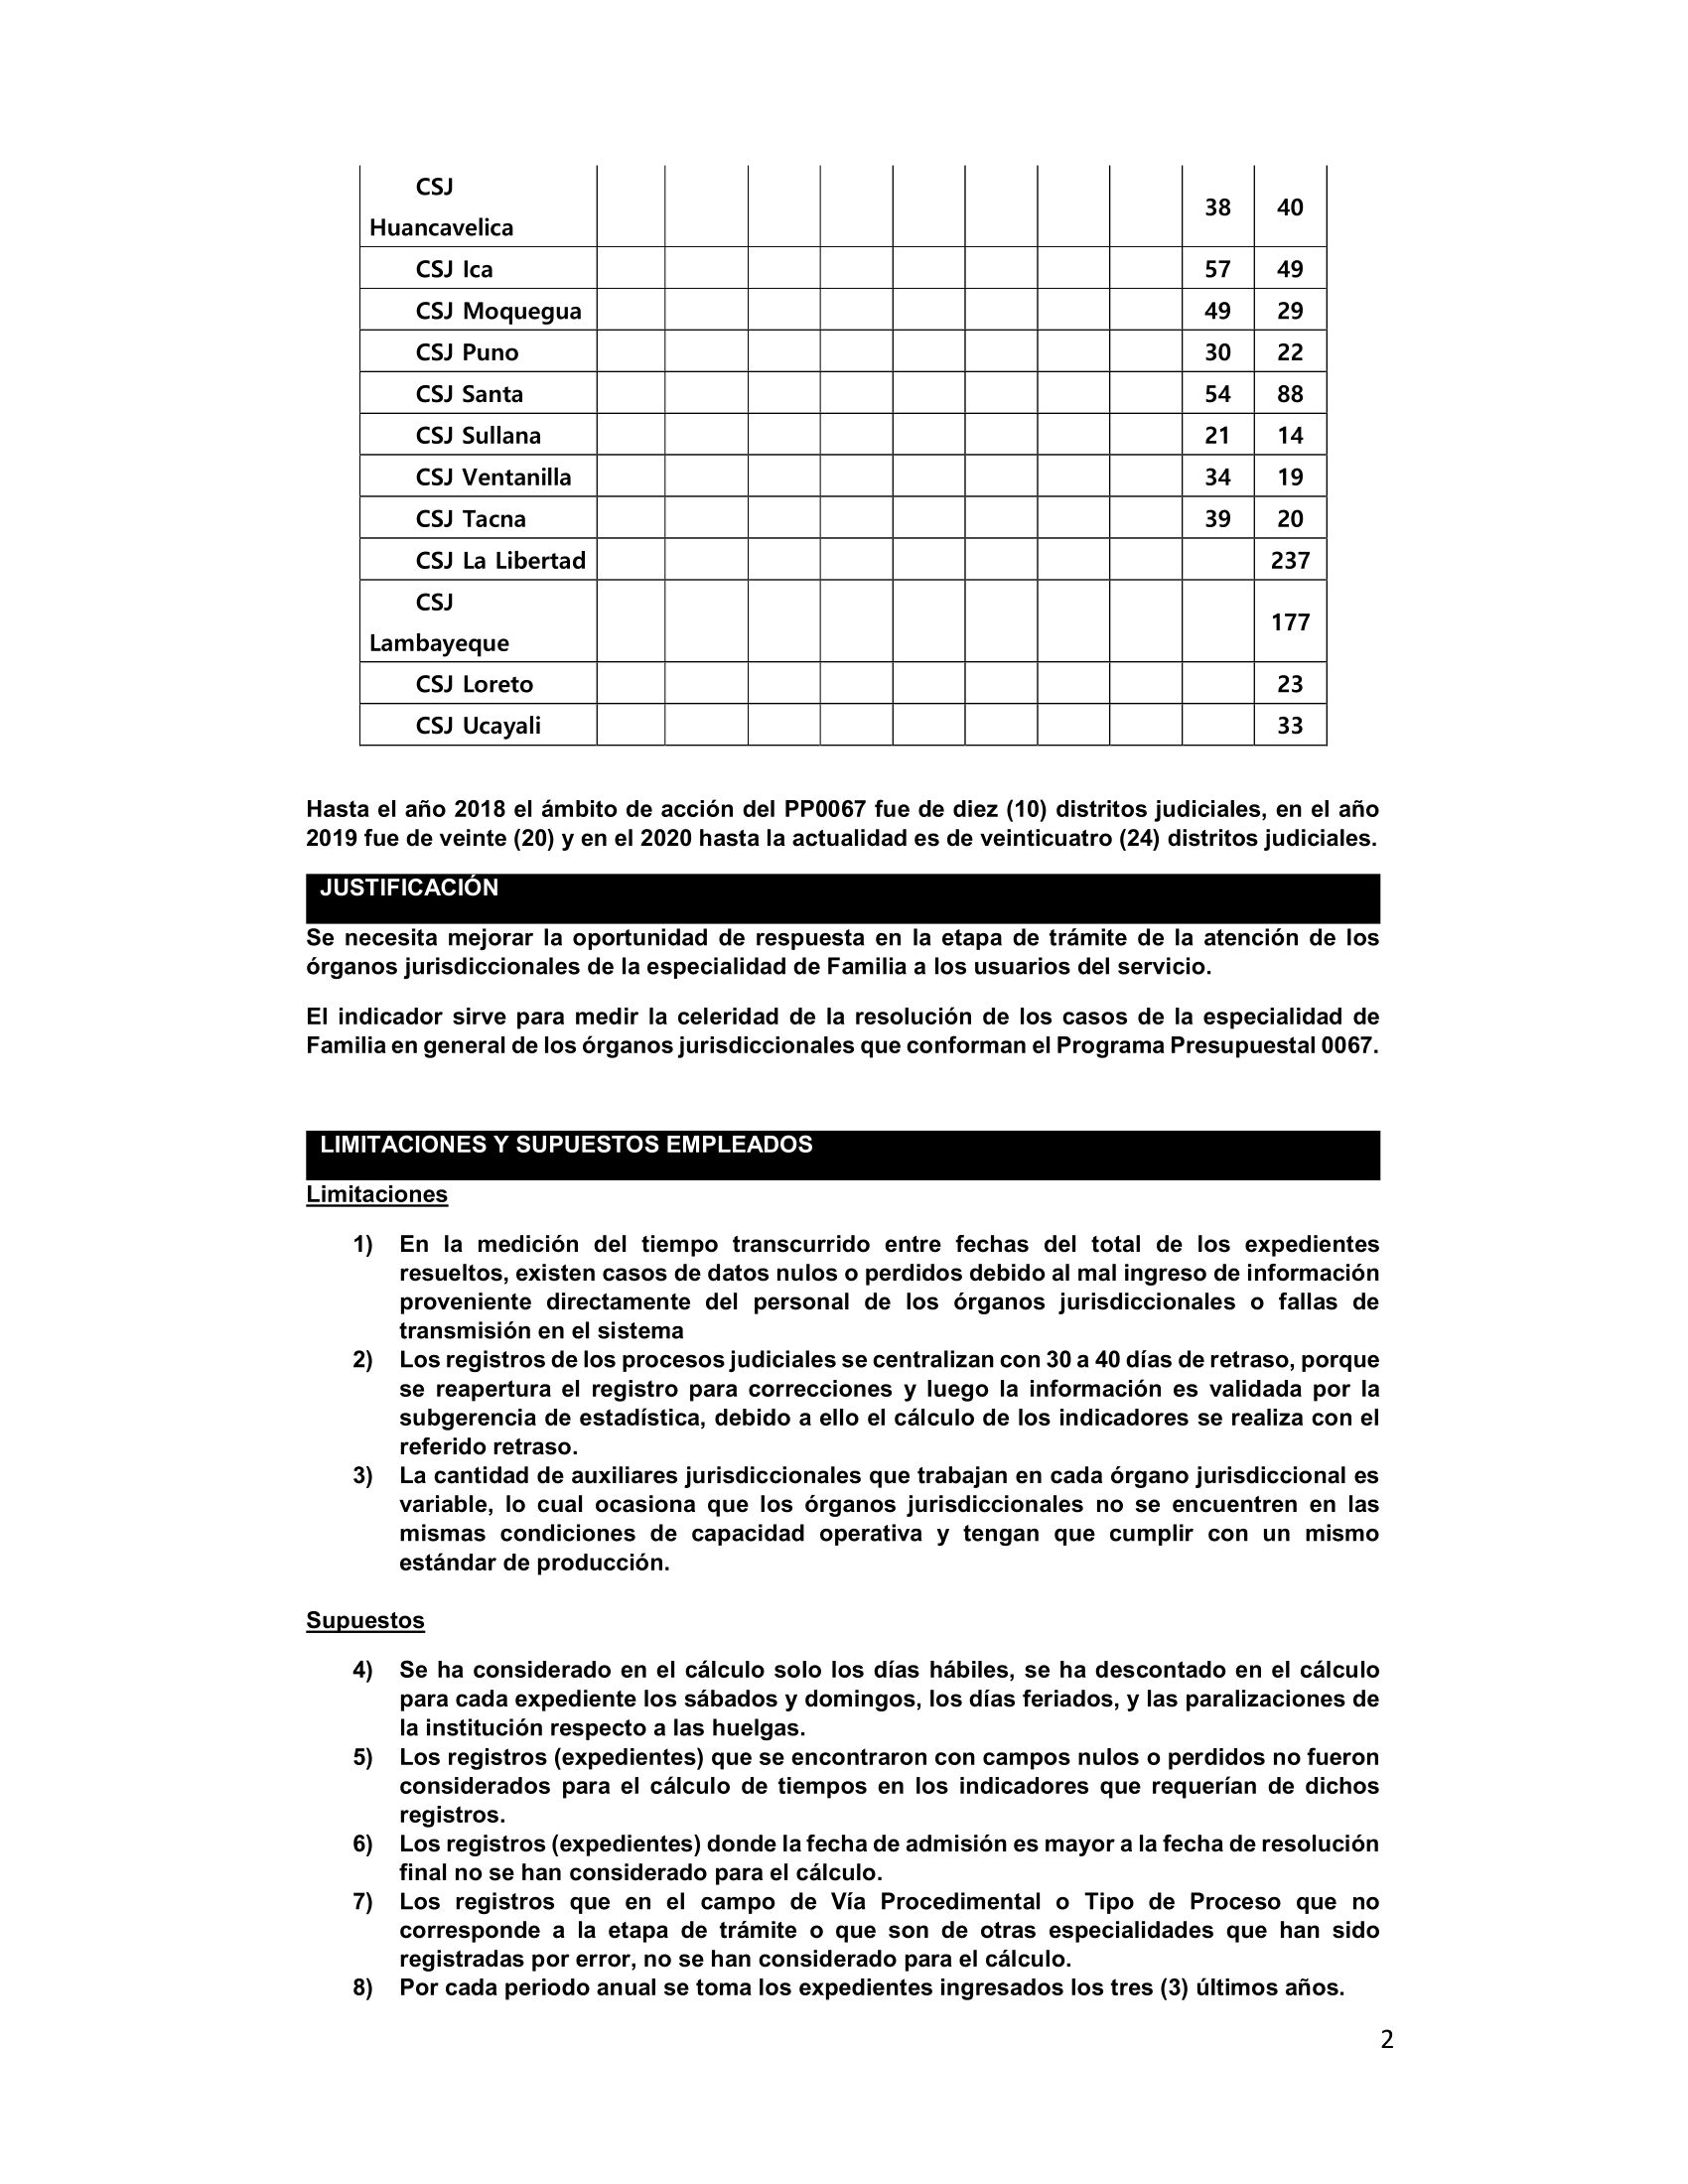 CSJ
Huancavelica 38 40
CSJ Ica 57 49
CSJ Moquegua 49 29
CSJ Puno 30 22
CSJ Santa 54 88
CSJ Sullana 21 14
CSJ Ventanilla 34 19
CSJ Tacna 39 20
CSJ La Libertad 237
CSJ
Lambayeque 177
CSJ Loreto 23
CSJ Ucayali 33
Hasta el año 2018 el ámbito de acción del PP0067 fue de diez (10) distritos judiciales, en el año
2019 fue de veinte (20) y en el 2020 hasta la actualidad es de veinticuatro (24) distritos judiciales.
JUSTIFICACIÓN
Se necesita mejorar la oportunidad de respuesta en la etapa de trámite de la atención de los
órganos jurisdiccionales de la especialidad de Familia a los usuarios del servicio.
El indicador sirve para medir la celeridad de la resolución de los casos de la especialidad de
Familia en general de los órganos jurisdiccionales que conforman el Programa Presupuestal 0067.
LIMITACIONES Y SUPUESTOS EMPLEADOS
Limitaciones
1) En la medición del tiempo transcurrido entre fechas del total de los expedientes
resueltos, existen casos de datos nulos o perdidos debido al mal ingreso de información
proveniente directamente del personal de los órganos jurisdiccionales o fallas de
transmisión en el sistema
2) Los registros de los procesos judiciales se centralizan con 30 a 40 días de retraso, porque
se reapertura el registro para correcciones y luego la información es validada por la
subgerencia de estadística, debido a ello el cálculo de los indicadores se realiza con el
referido retraso.
3) La cantidad de auxiliares jurisdiccionales que trabajan en cada órgano jurisdiccional es
variable, lo cual ocasiona que los órganos jurisdiccionales no se encuentren en las
mismas condiciones de capacidad operativa y tengan que cumplir con un mismo
estándar de producción.
Supuestos
4) Se ha considerado en el cálculo solo los días hábiles, se ha descontado en el cálculo
para cada expediente los sábados y domingos, los días feriados, y las paralizaciones de
la institución respecto a las huelgas.
5) Los registros (expedientes) que se encontraron con campos nulos o perdidos no fueron
considerados para el cálculo de tiempos en los indicadores que requerían de dichos
registros.
6) Los registros (expedientes) donde la fecha de admisión es mayor a la fecha de resolución
final no se han considerado para el cálculo.
7) Los registros que en el campo de Vía Procedimental o Tipo de Proceso que no
corresponde a la etapa de trámite o que son de otras especialidades que han sido
registradas por error, no se han considerado para el cálculo.
8) Por cada periodo anual se toma los expedientes ingresados los tres (3) últimos años.
2